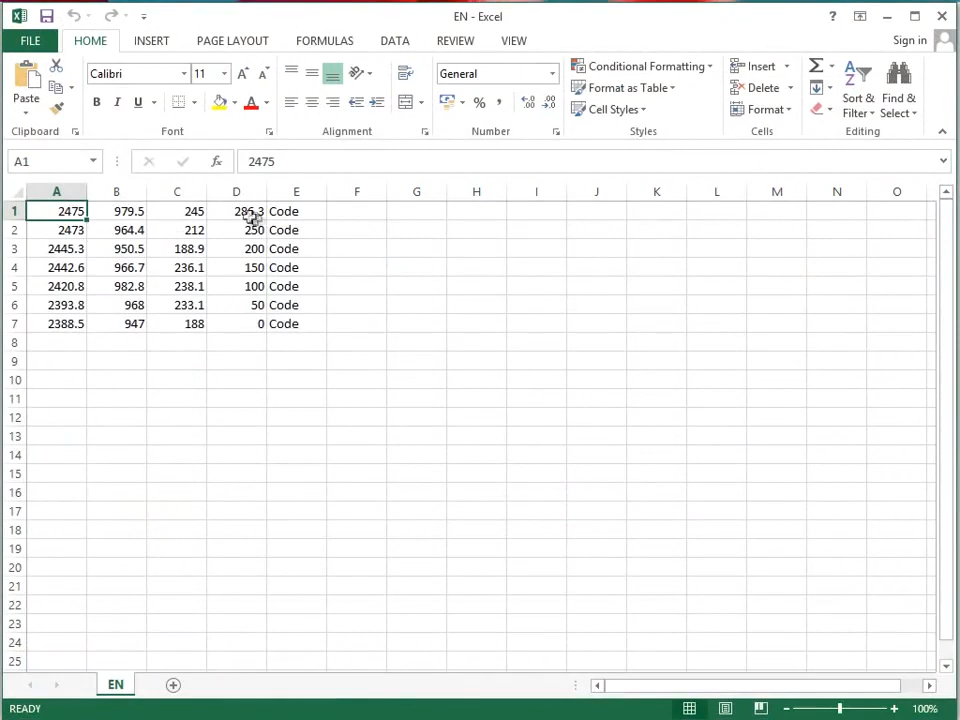 EN - Excel
?
FILE HOME INSERT PAGE LAYOUT FORMULAS DATA REVIEW VIEW Sign in
Calibri 11 General Conditional Formatting Insert
Format as Table Delete
Paste B I U A % Cell Styles Format Sort & Filter Find & Select
Clipboard Font Alignment Number Styles Cells Editing
A1 fx 2475
A B C D E F G H I J K L M N O
1 2475 979.5 245 Code
2 2473 964.4 212 250 Code
3 2445.3 950.5 188.9 200 Code
4 2442.6 966.7 236.1 150 Code
5 2420.8 982.8 238.1 100 Code
6 2393.8 968 233.1 50 Code
7 2388.5 947 188 0 Code
8
9
10
11
12
13
14
15
16
17
18
19
20
21
22
23
24
25
EN
READY 100%